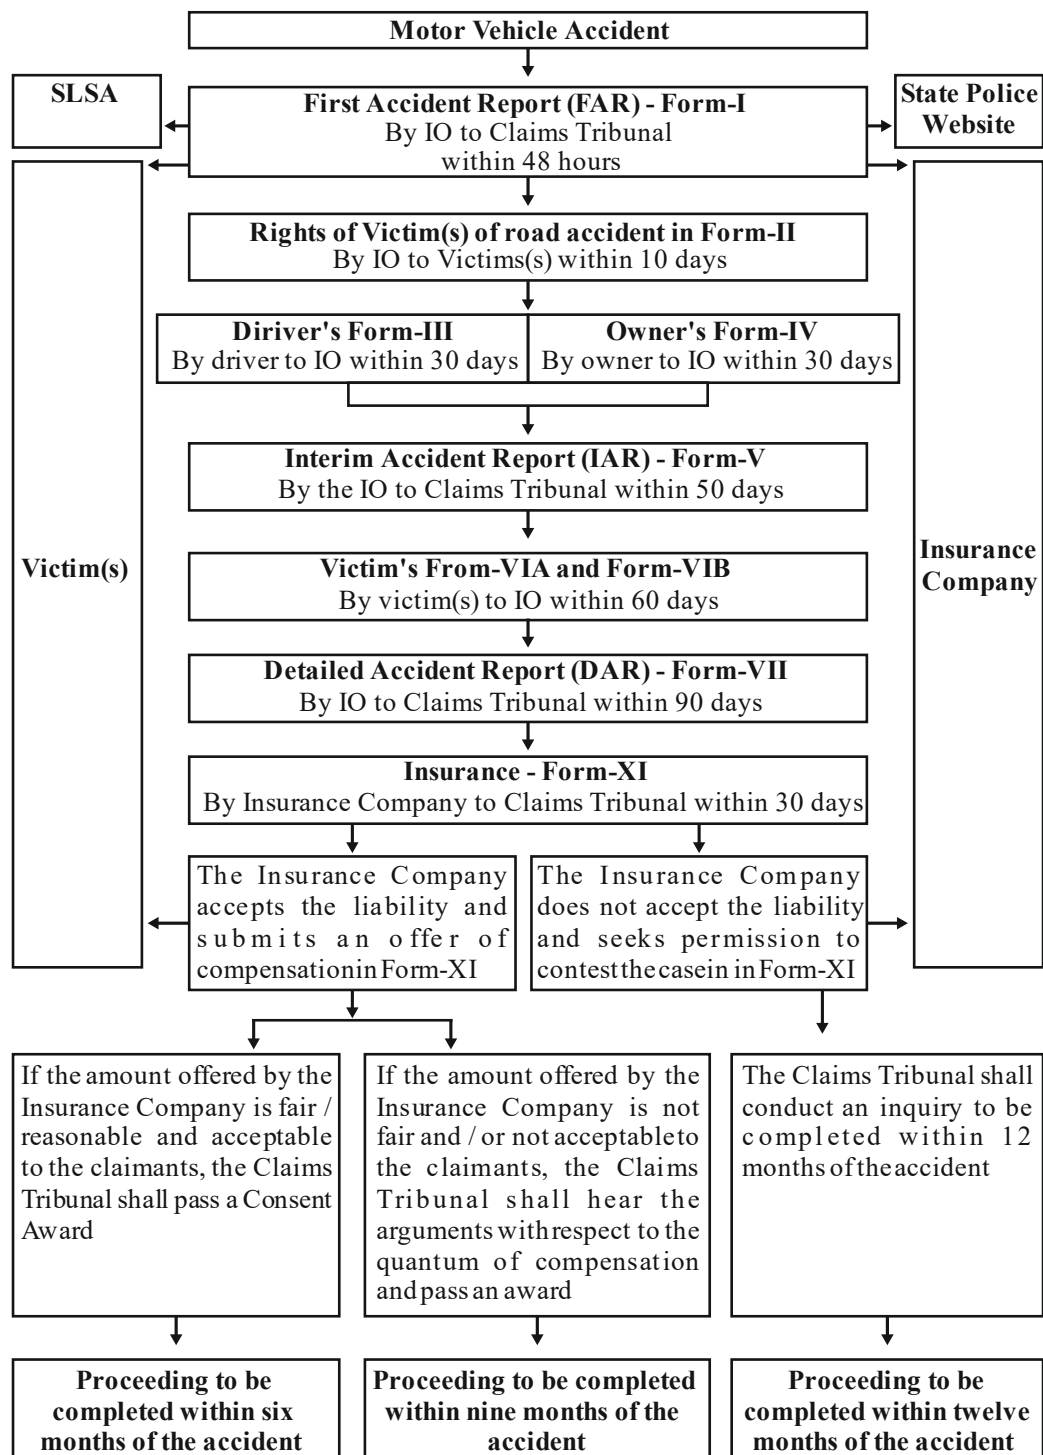 Motor Vehicle Accident
SLSA
First Accident Report (FAR) - Form-I
By IO to Claims Tribunal
within 48 hours
State Police
Website
Rights of Victim(s) of road accident in Form-II
By IO to Victims(s) within 10 days
Diriver's Form-III
By driver to IO within 30 days
Owner's Form-IV
By owner to IO within 30 days
Interim Accident Report (IAR) - Form-V
By the IO to Claims Tribunal within 50 days
Victim(s)
Insurance
Company
Victim's From-VIA and Form-VIB
By victim(s) to IO within 60 days
Detailed Accident Report (DAR) - Form-VII
By IO to Claims Tribunal within 90 days
Insurance - Form-XI
By Insurance Company to Claims Tribunal within 30 days
The Insurance Company
accepts the liability and
submits an offer of
compensation in Form-XI
The Insurance Company
does not accept the liability
and seeks permission to
contest the case in in Form-XI
If the amount offered by the
Insurance Company is fair /
reasonable and acceptable
to the claimants, the Claims
Tribunal shall pass a Consent
Award
If the amount offered by the
Insurance Company is not
fair and / or not acceptable to
the claimants, the Claims
Tribunal shall hear the
arguments with respect to the
quantum of compensation
and pass an award
The Claims Tribunal shall
conduct an inquiry to be
completed within 12
months of the accident
Proceeding to be
completed within six
months of the accident
Proceeding to be completed
within nine months of the
accident
Proceeding to be
completed within twelve
months of the accident